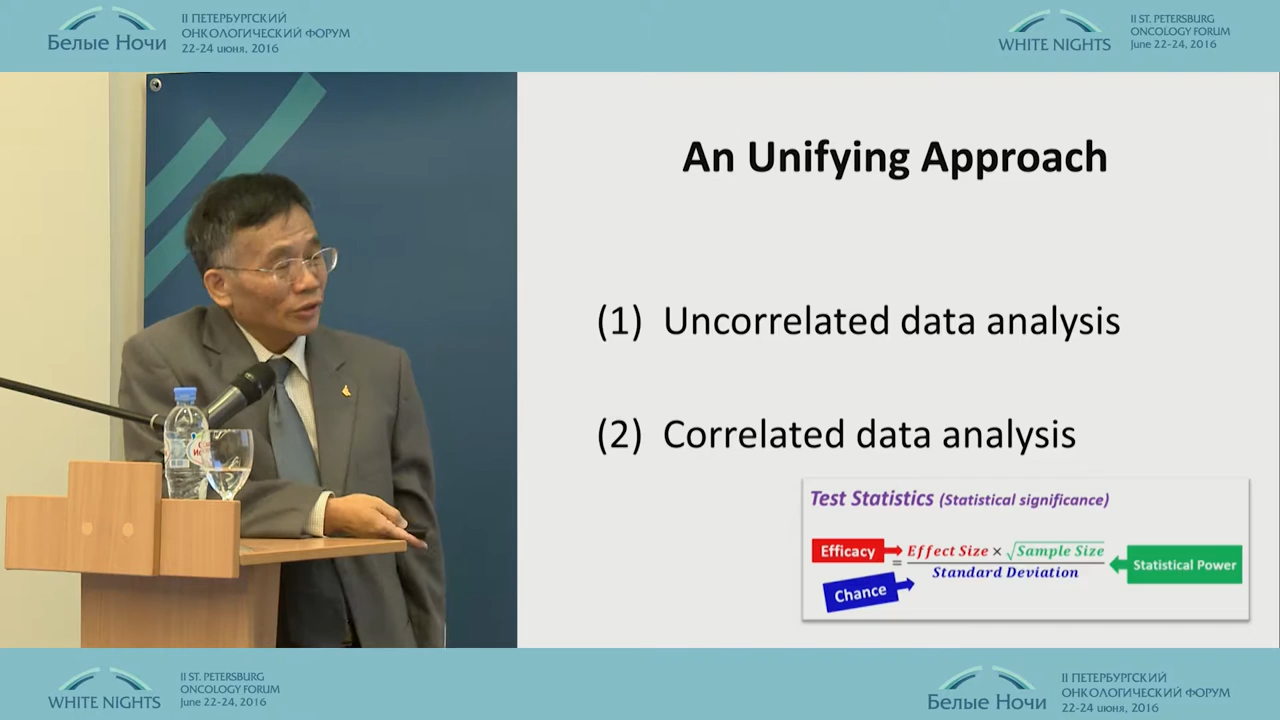 II ПЕТЕРБУРГСКИЙ
ОНКОЛОГИЧЕСКИЙ ФОРУМ
Белые Ночи
22-24 июня, 2016
II ST. PETERSBURG
ONCOLOGY FORUM
WHITE NIGHTS
June 22-24, 2016
An Unifying Approach
(1) Uncorrelated data analysis
(2) Correlated data analysis
Test Statistics (Statistical significance)
Efficacy
= Effect Size × √Sample Size
Standard Deviation
Statistical Power
Chance
II ST. PETERSBURG
ONCOLOGY FORUM
WHITE NIGHTS
June 22-24, 2016
II ПЕТЕРБУРГСКИЙ
ОНКОЛОГИЧЕСКИЙ ФОРУМ
Белые Ночи
22-24 июня, 2016